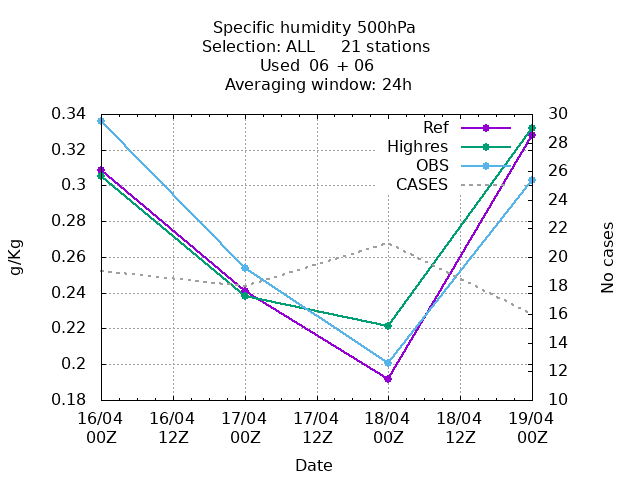 Specific humidity 500hPa
Selection: ALL 21 stations
Used 06 + 06
Averaging window: 24h
0.34
0.32
0.3
0.28
0.26
0.24
0.22
0.2
0.18
30
28
26
24
22
20
18
16
14
12
10
Ref
Highres
OBS
CASES
g/Kg
No cases
16/04 16/04 17/04 17/04 18/04 18/04 19/04
00Z 12Z 00Z 12Z 00Z 12Z 00Z
Date